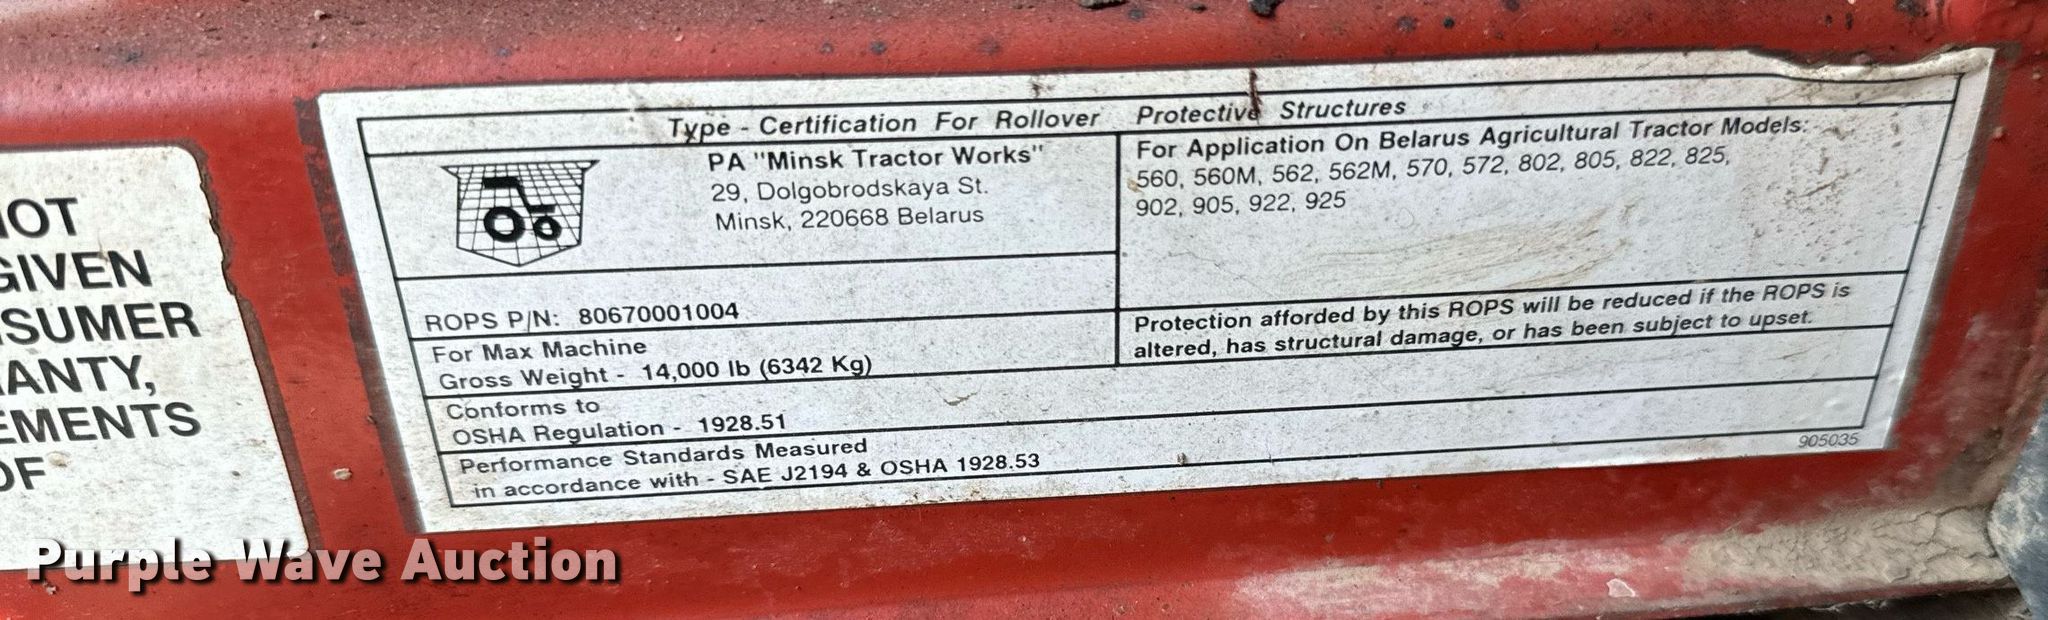 OT
GIVEN
SUMER
ANTY,
EMENTS
OF
Type - Certification For Rollover Protective Structures
PA "Minsk Tractor Works"
29, Dolgobrodskaya St.
Minsk, 220668 Belarus
For Application On Belarus Agricultural Tractor Models:
560, 560M, 562, 562M, 570, 572, 802, 805, 822, 825,
902, 905, 922, 925
ROPS P/N: 80670001004
For Max Machine
Gross Weight - 14,000 lb (6342 Kg)
Protection afforded by this ROPS will be reduced if the ROPS is
altered, has structural damage, or has been subject to upset.
Conforms to
OSHA Regulation - 1928.51
Performance Standards Measured
in accordance with - SAE J2194 & OSHA 1928.53
905035
Purple Wave Auction